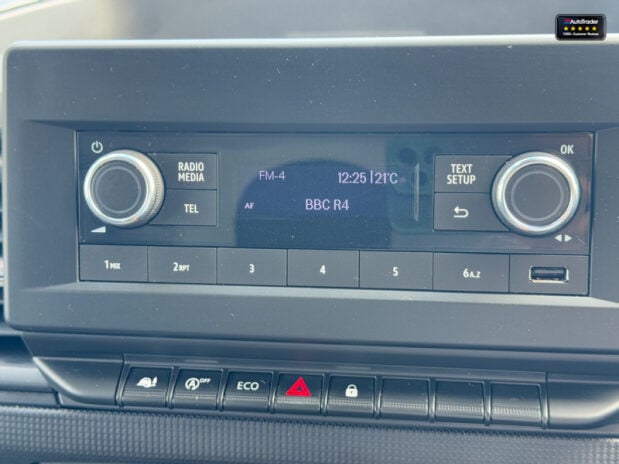 AutoTrader
RADIO
MEDIA
TEL
FM-4
12:25 21°C
AF
BBC R4
TEXT
SETUP
OK
1 MIX
2 RPT
3
4
5
6 A.Z
OFF
ECO